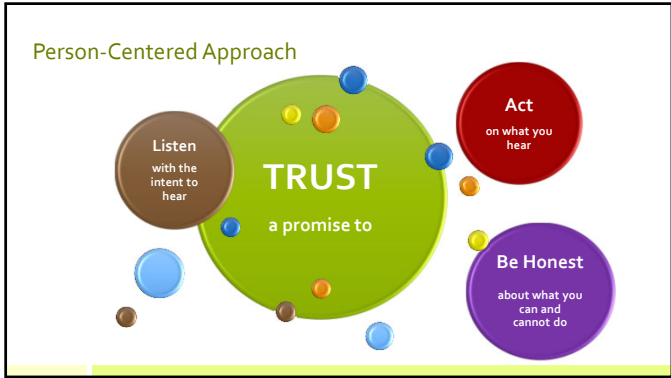 Person-Centered Approach
Listen
with the
intent to
hear
TRUST
a promise to
Act
on what you
hear
Be Honest
about what you
can and
cannot do